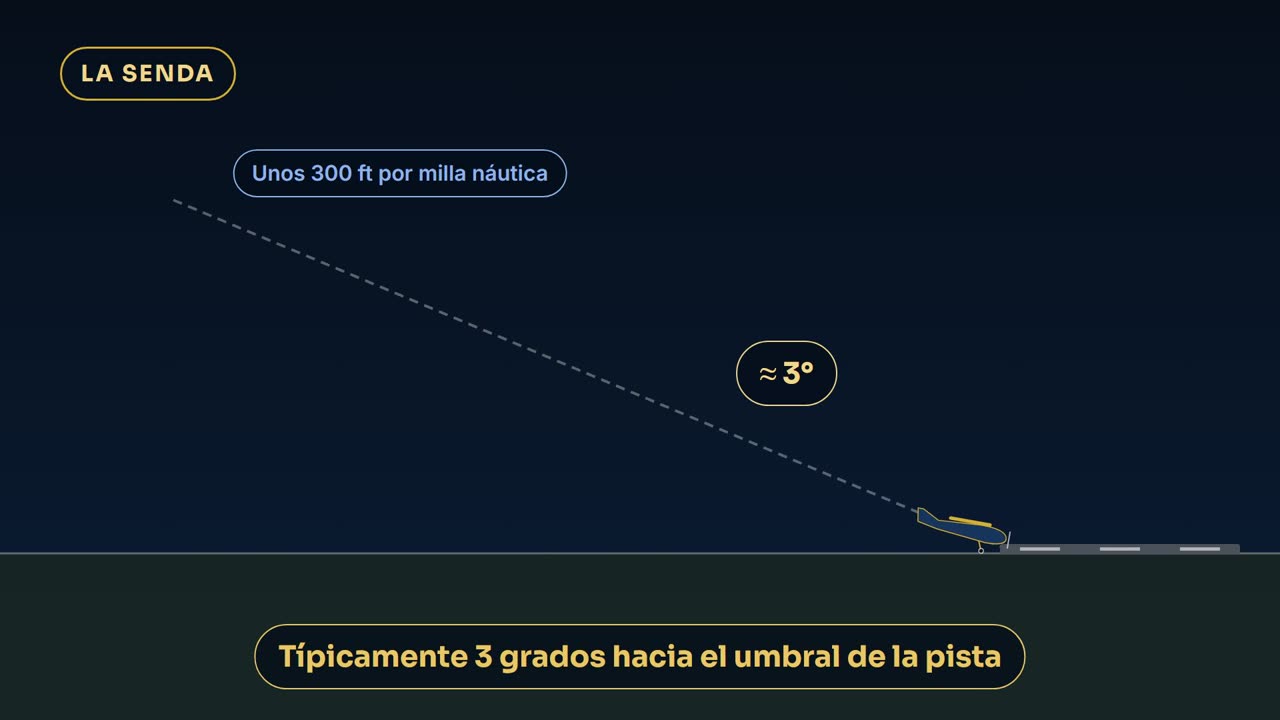 LA SENDA
Unos 300 ft por milla náutica
≈ 3°
Típicamente 3 grados hacia el umbral de la pista